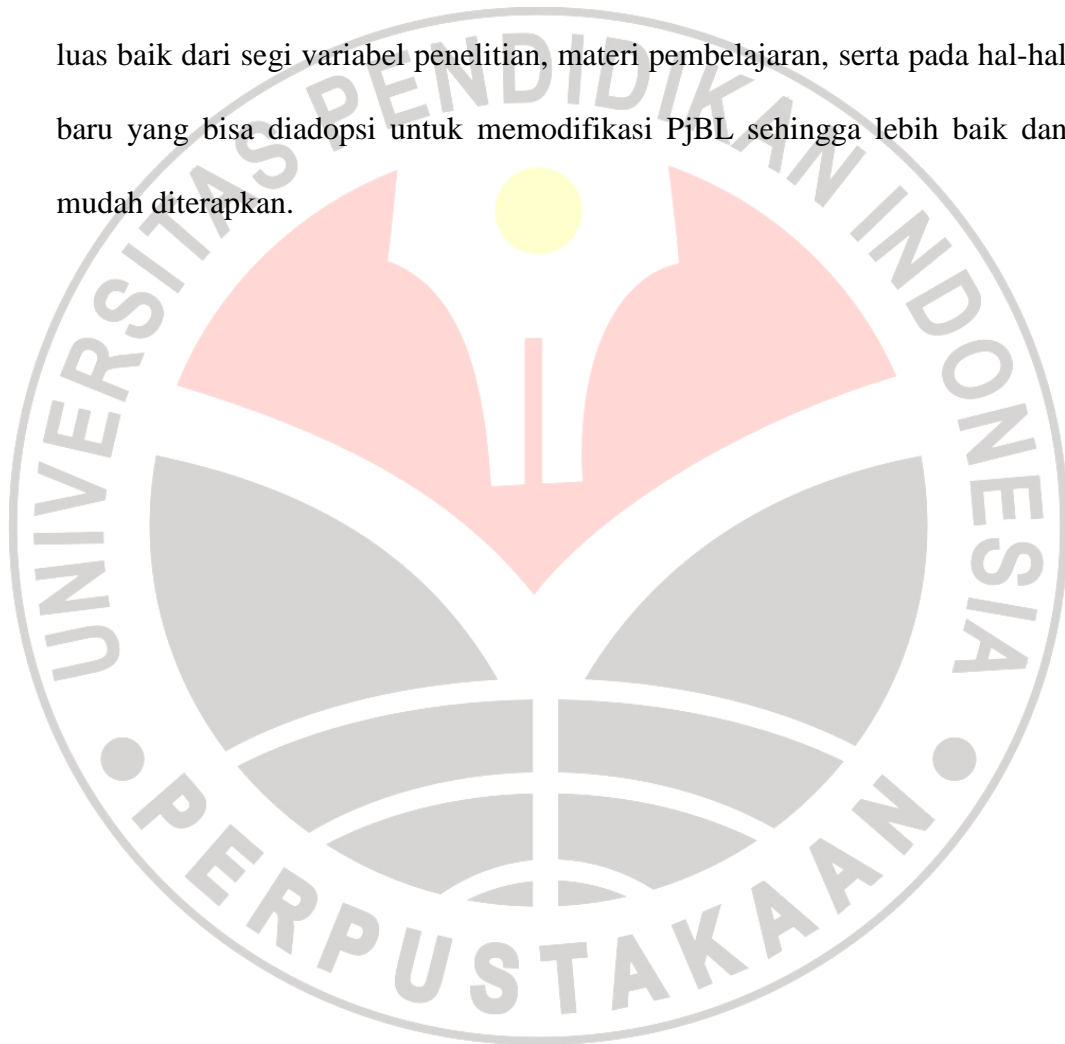 luas baik dari segi variabel penelitian, materi pembelajaran, serta pada hal-hal
baru yang bisa diadopsi untuk memodifikasi PjBL sehingga lebih baik dan
mudah diterapkan.
UNIVERSITAS PENDIDIKAN INDONESIA
PERPUSTAKAAN